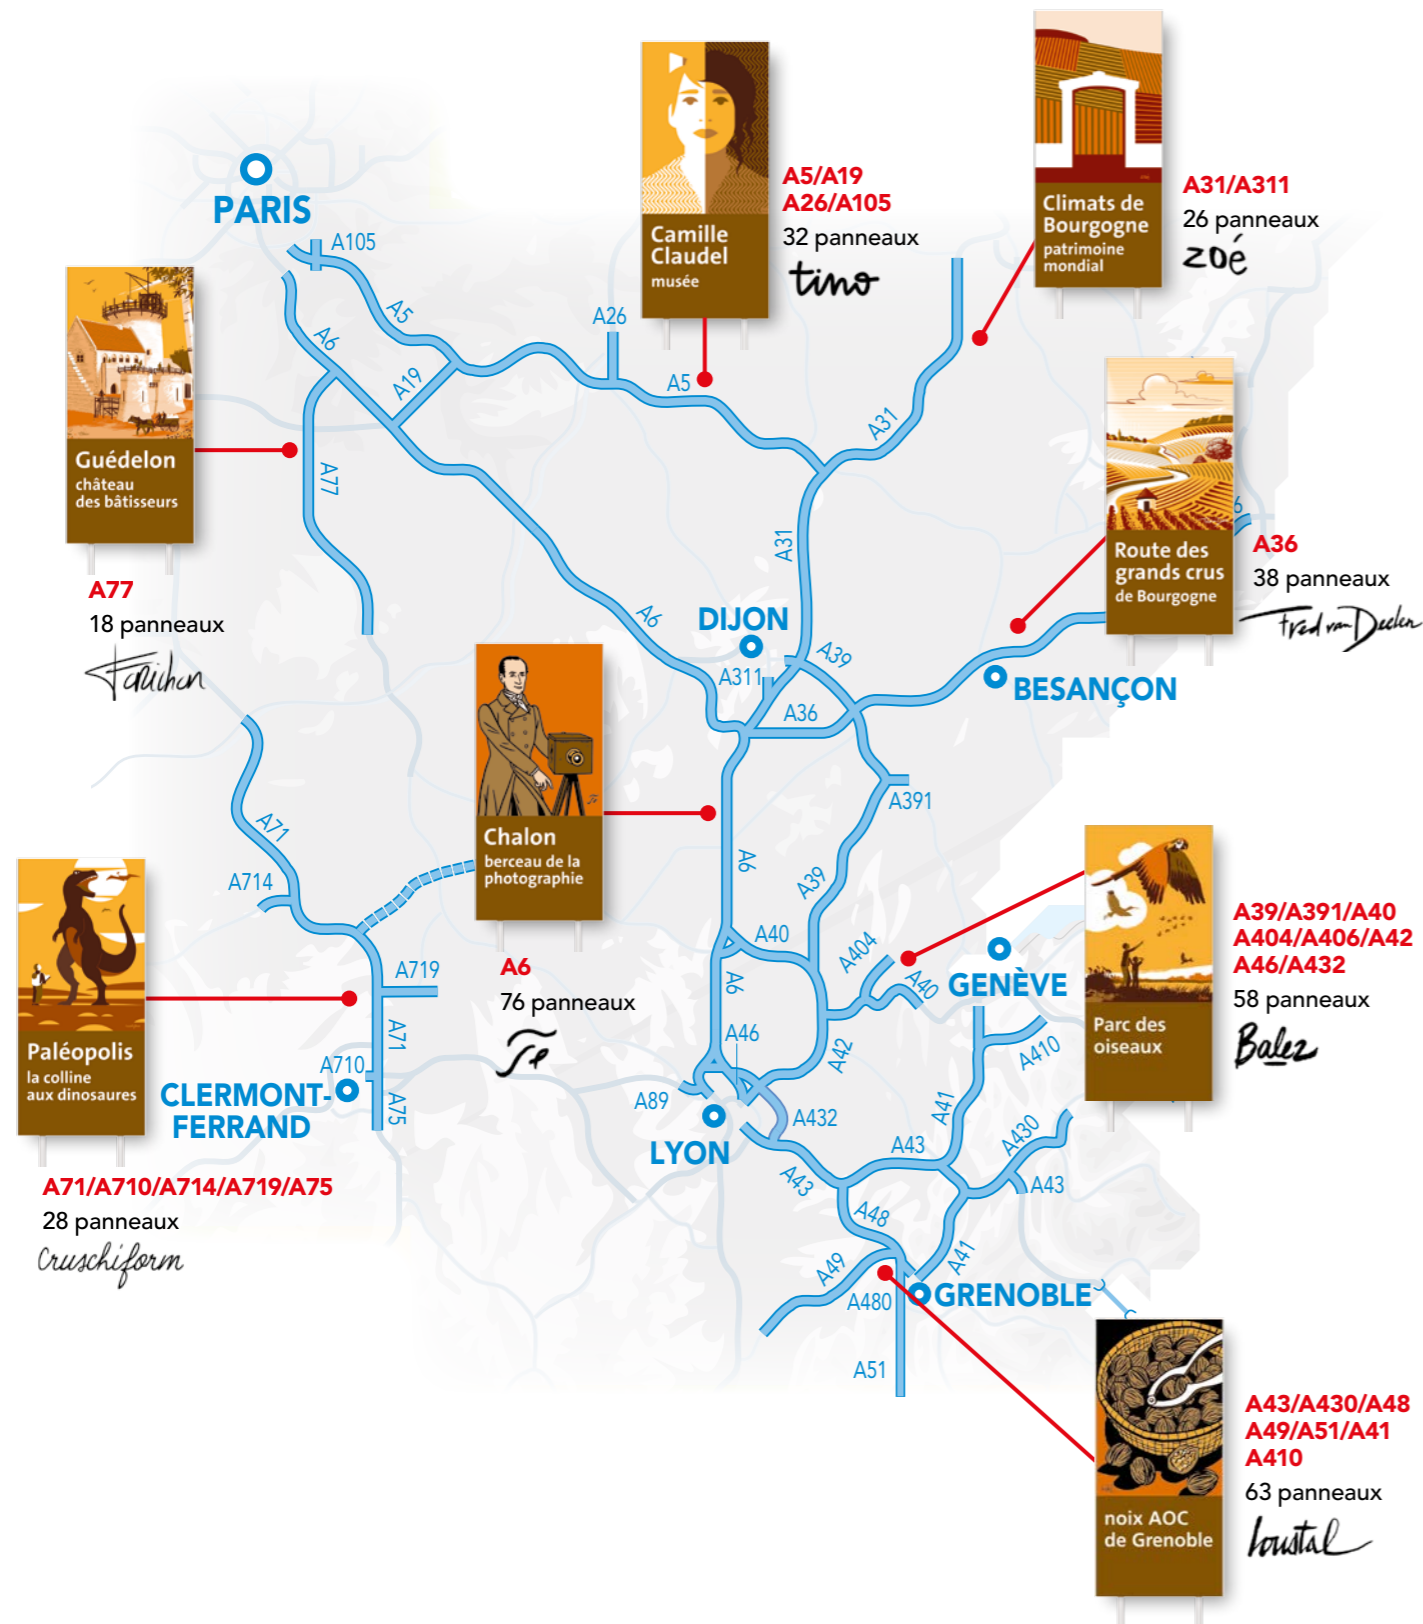 PARIS
A105
A5
A6
A19
A77
A26
A5
A31
A31
A6
DIJON
A311
A39
A36
BESANÇON
A391
A6
A39
A71
A714
A719
A71
A710
CLERMONT-
FERRAND
A75
A40
A6
A404
A40
GENÈVE
A46
A42
A89
LYON
A432
A410
A41
A43
A43
A430
A43
A48
A41
A49
A480
GRENOBLE
A51
6
Camille
Claudel
musée
A5/A19
A26/A105
32 panneaux
tino
Climats de
Bourgogne
patrimoine
mondial
A31/A311
26 panneaux
zoé
Guédelon
château
des bâtisseurs
A77
18 panneaux
Route des
grands crus
de Bourgogne
A36
38 panneaux
Chalon
berceau de la
photographie
A6
76 panneaux
Paléopolis
la colline
aux dinosaures
A71/A710/A714/A719/A75
28 panneaux
cruschiform
Parc des
oiseaux
A39/A391/A40
A404/A406/A42
A46/A432
58 panneaux
Balez
noix AOC
de Grenoble
A43/A430/A48
A49/A51/A41
A410
63 panneaux
Loustal